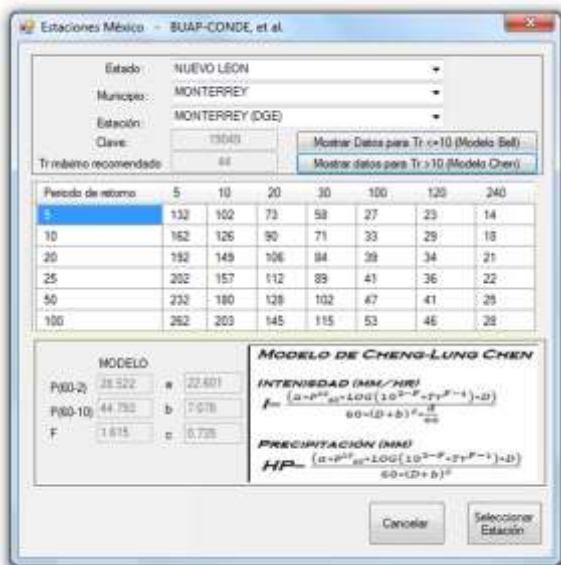 Estaciones México - BUAP-CONDE, et al.
Estado: NUEVO LEON
Municipio: MONTERREY
Estación: MONTERREY (DGE)
Clave: 19049 Mostrar Datos para Tr <=10 (Modelo Bell)
Tr máximo recomendado 44 Mostrar datos para Tr >10 (Modelo Chen)
Periodo de retorno 5 10 20 30 100 120 240
5 132 102 73 58 27 23 14
10 162 126 90 71 33 29 18
20 192 149 106 84 39 34 21
25 202 157 112 89 41 36 22
50 232 180 128 102 47 41 25
100 262 203 145 115 53 46 28
MODELO MODELO DE CHENG-LUNG CHEN
P(60-2) 28.522 a 22.601
P(60-10) 44.793 b 7.078
F 1.615 c 0.728
INTENSIDAD (MM/HR)
PRECIPITACIÓN (MM)
HP=
Cancelar Seleccionar
Estación